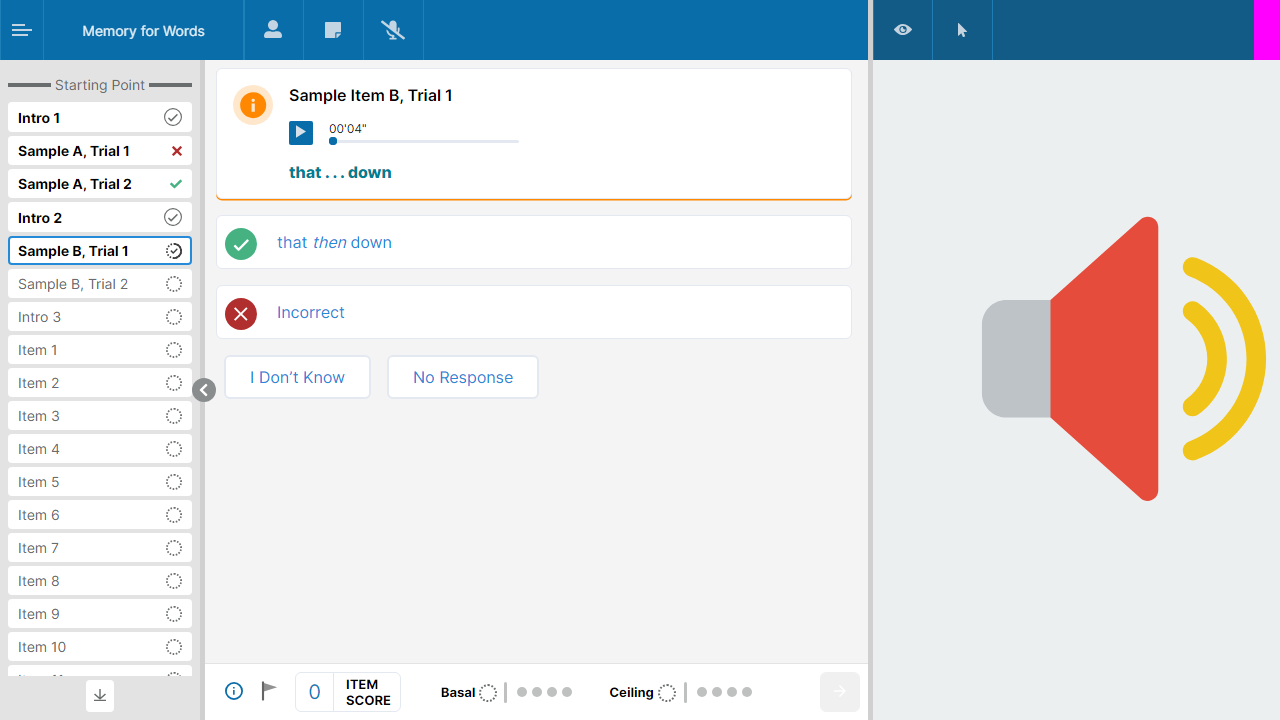 Memory for Words
Starting Point
Intro 1
Sample A, Trial 1
Sample A, Trial 2
Intro 2
Sample B, Trial 1
Sample B, Trial 2
Intro 3
Item 1
Item 2
Item 3
Item 4
Item 5
Item 6
Item 7
Item 8
Item 9
Item 10
Sample Item B, Trial 1
00'04"
that . . . down
that then down
Incorrect
I Don’t Know
No Response
0
ITEM
SCORE
Basal
Ceiling